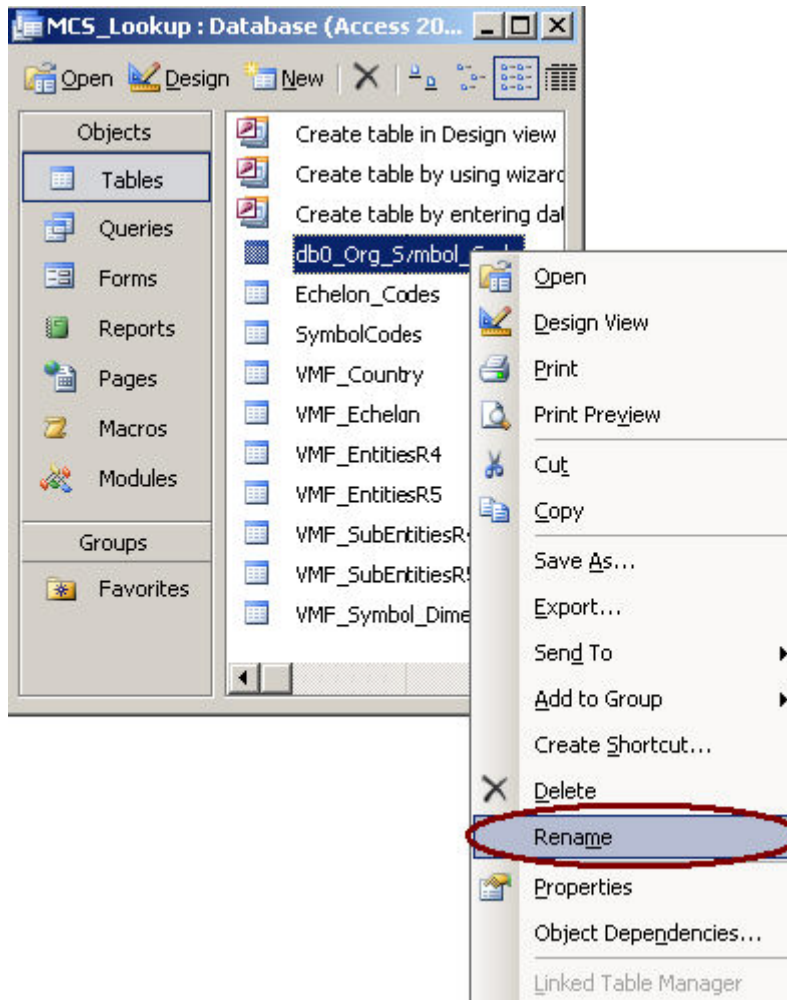 MCS_Lookup : Database (Access 20...
Open Design New
Objects
Tables
Queries
Forms
Reports
Pages
Macros
Modules
Groups
Favorites
Create table in Design view
Create table by using wizard
Create table by entering dat
db0_Org_Symbol_
Echelon_Codes
SymbolCodes
VMF_Country
VMF_Echelon
VMF_EntitiesR4
VMF_EntitiesR5
VMF_SubEntitiesR
VMF_SubEntitiesR5
VMF_Symbol_Dime
Open
Design View
Print
Print Preview
Cut
Copy
Save As...
Export...
Send To
Add to Group
Create Shortcut...
Delete
Rename
Properties
Object Dependencies...
Linked Table Manager